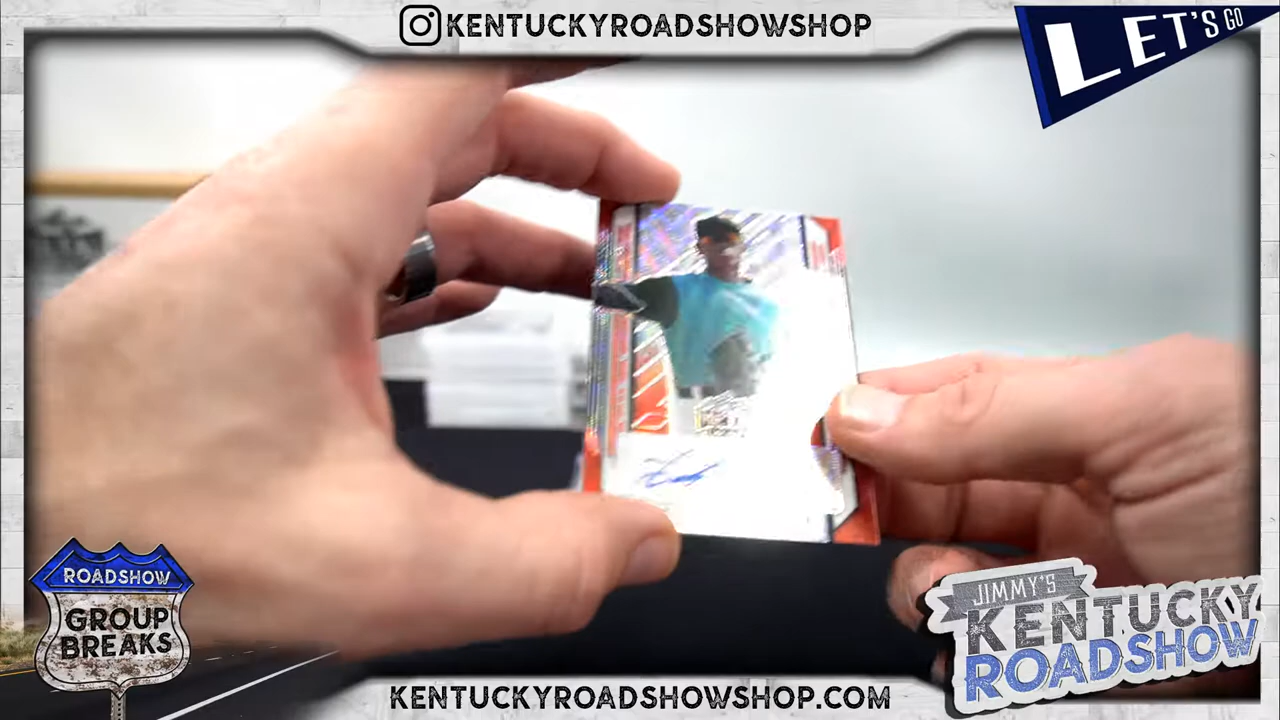 KENTUCKYROADSHOWSHOP
LET'S GO
ROADSHOW
GROUP
BREAKS
JIMMY'S
KENTUCKY
ROADSHOW
KENTUCKYROADSHOWSHOP.COM